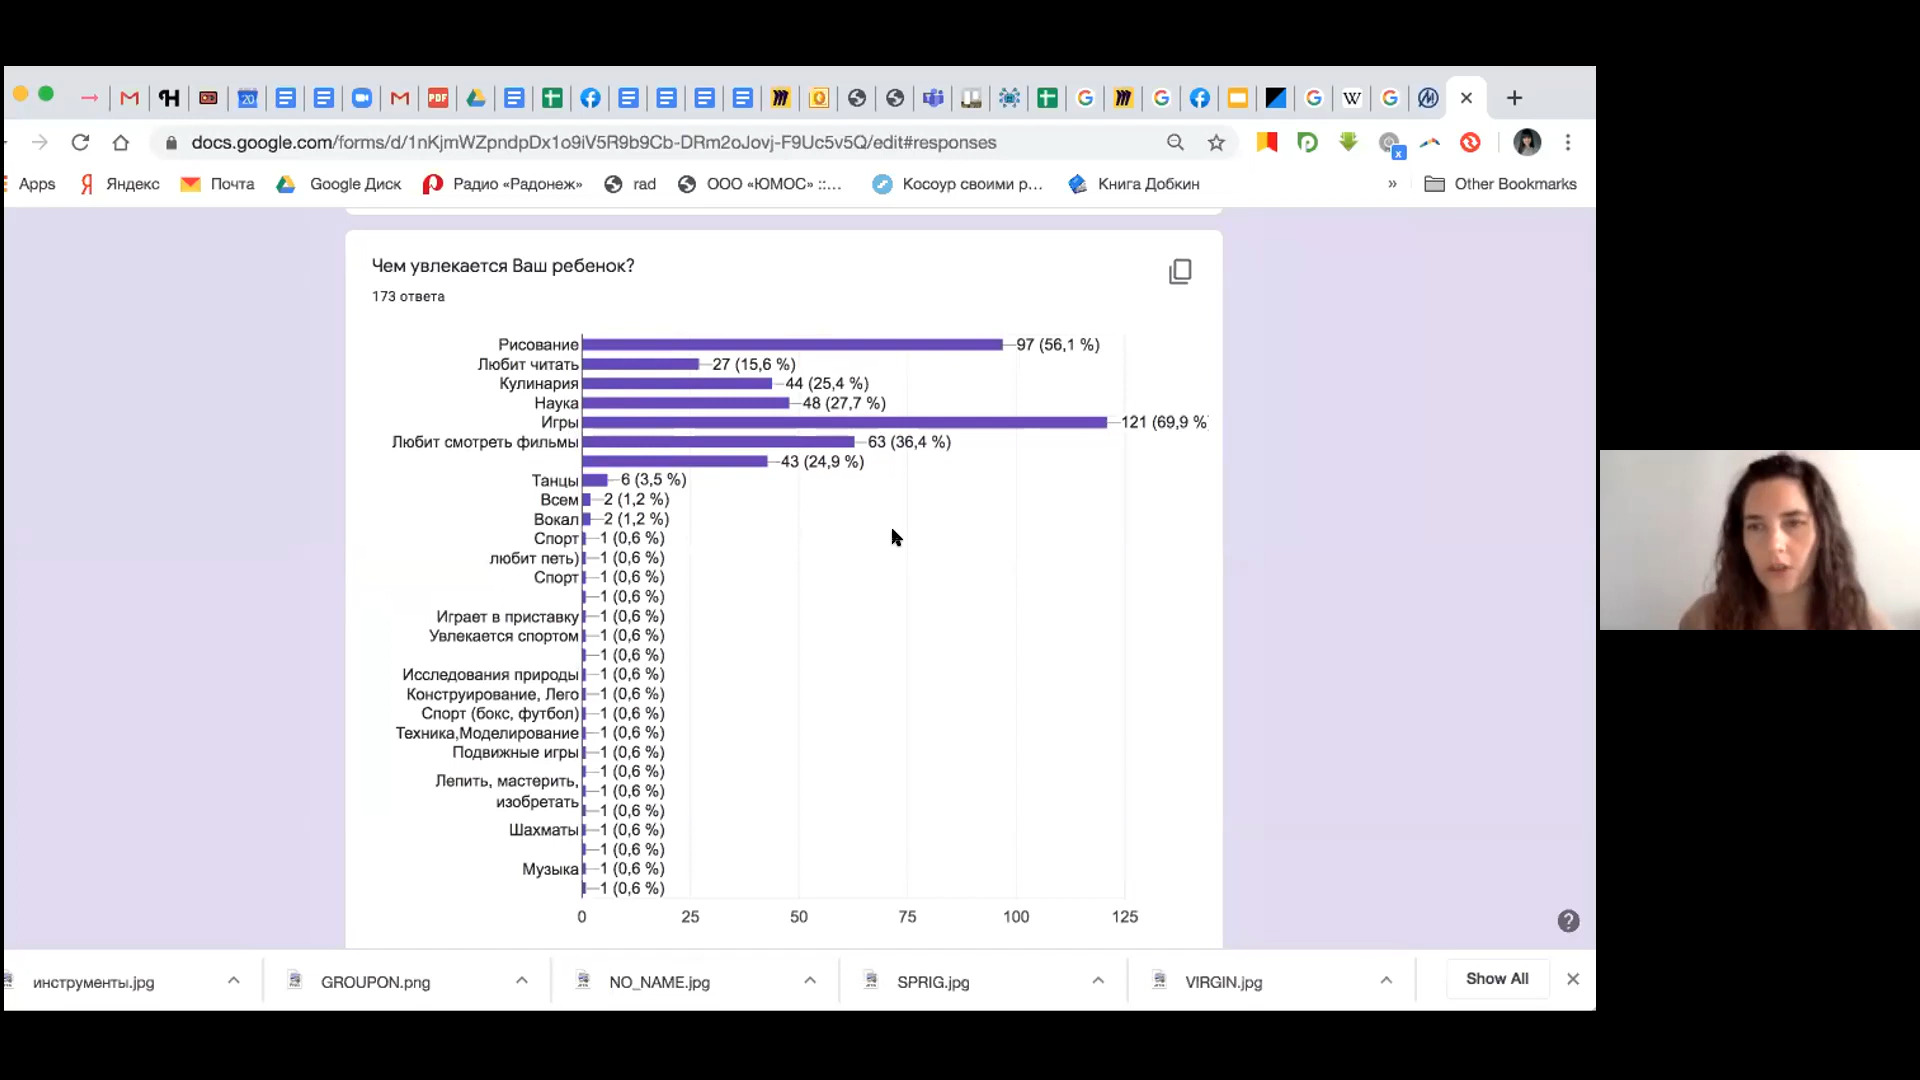 20
PDF
W
docs.google.com/forms/d/1nKjmWZpndpDx1o9iV5R9b9Cb-DRm2oJovj-F9Uc5v5Q/edit#responses
Apps
Яндекс
Почта
Google Диск
Радио «Радонеж»
rad
ООО «ЮМОС» ::...
Косоур своими р...
Книга Добкин
»
Other Bookmarks
Чем увлекается Ваш ребенок?
173 ответа
Рисование 97 (56,1 %)
Любит читать 27 (15,6 %)
Кулинария 44 (25,4 %)
Наука 48 (27,7 %)
Игры 121 (69,9 %
Любит смотреть фильмы 63 (36,4 %)
43 (24,9 %)
Танцы 6 (3,5 %)
Всем 2 (1,2 %)
Вокал 2 (1,2 %)
Спорт 1 (0,6 %)
любит петь) 1 (0,6 %)
Спорт 1 (0,6 %)
1 (0,6 %)
Играет в приставку 1 (0,6 %)
Увлекается спортом 1 (0,6 %)
1 (0,6 %)
Исследования природы 1 (0,6 %)
Конструирование, Лего 1 (0,6 %)
Спорт (бокс, футбол) 1 (0,6 %)
Техника,Моделирование 1 (0,6 %)
Подвижные игры 1 (0,6 %)
1 (0,6 %)
Лепить, мастерить,
1 (0,6 %)
изобретать
1 (0,6 %)
Шахматы 1 (0,6 %)
1 (0,6 %)
Музыка 1 (0,6 %)
1 (0,6 %)
0 25 50 75 100 125
инструменты.jpg
GROUPON.png
NO_NAME.jpg
SPRIG.jpg
VIRGIN.jpg
Show All